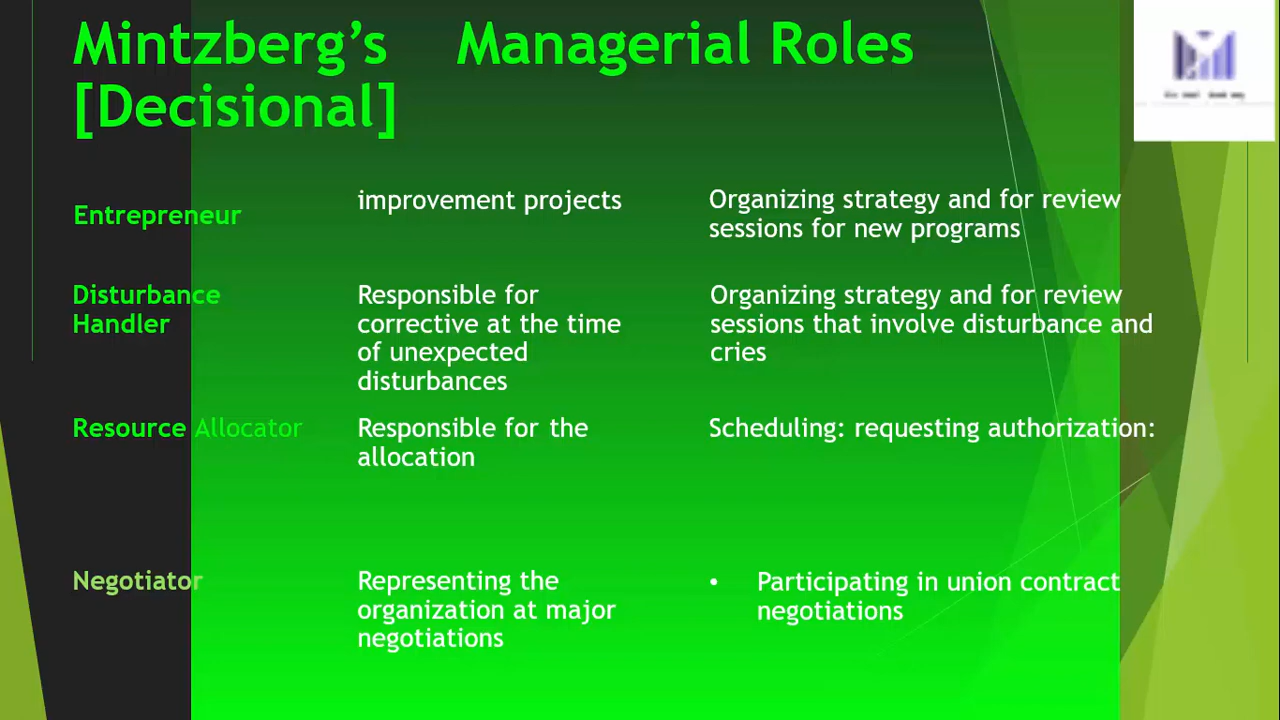 Mintzberg's Managerial Roles
[Decisional]
Entrepreneur
improvement projects
Organizing strategy and for review
sessions for new programs
Disturbance
Handler
Responsible for
corrective at the time
of unexpected
disturbances
Organizing strategy and for review
sessions that involve disturbance and
cries
Resource Allocator
Responsible for the
allocation
Scheduling: requesting authorization:
Negotiator
Representing the
organization at major
negotiations
• Participating in union contract
negotiations